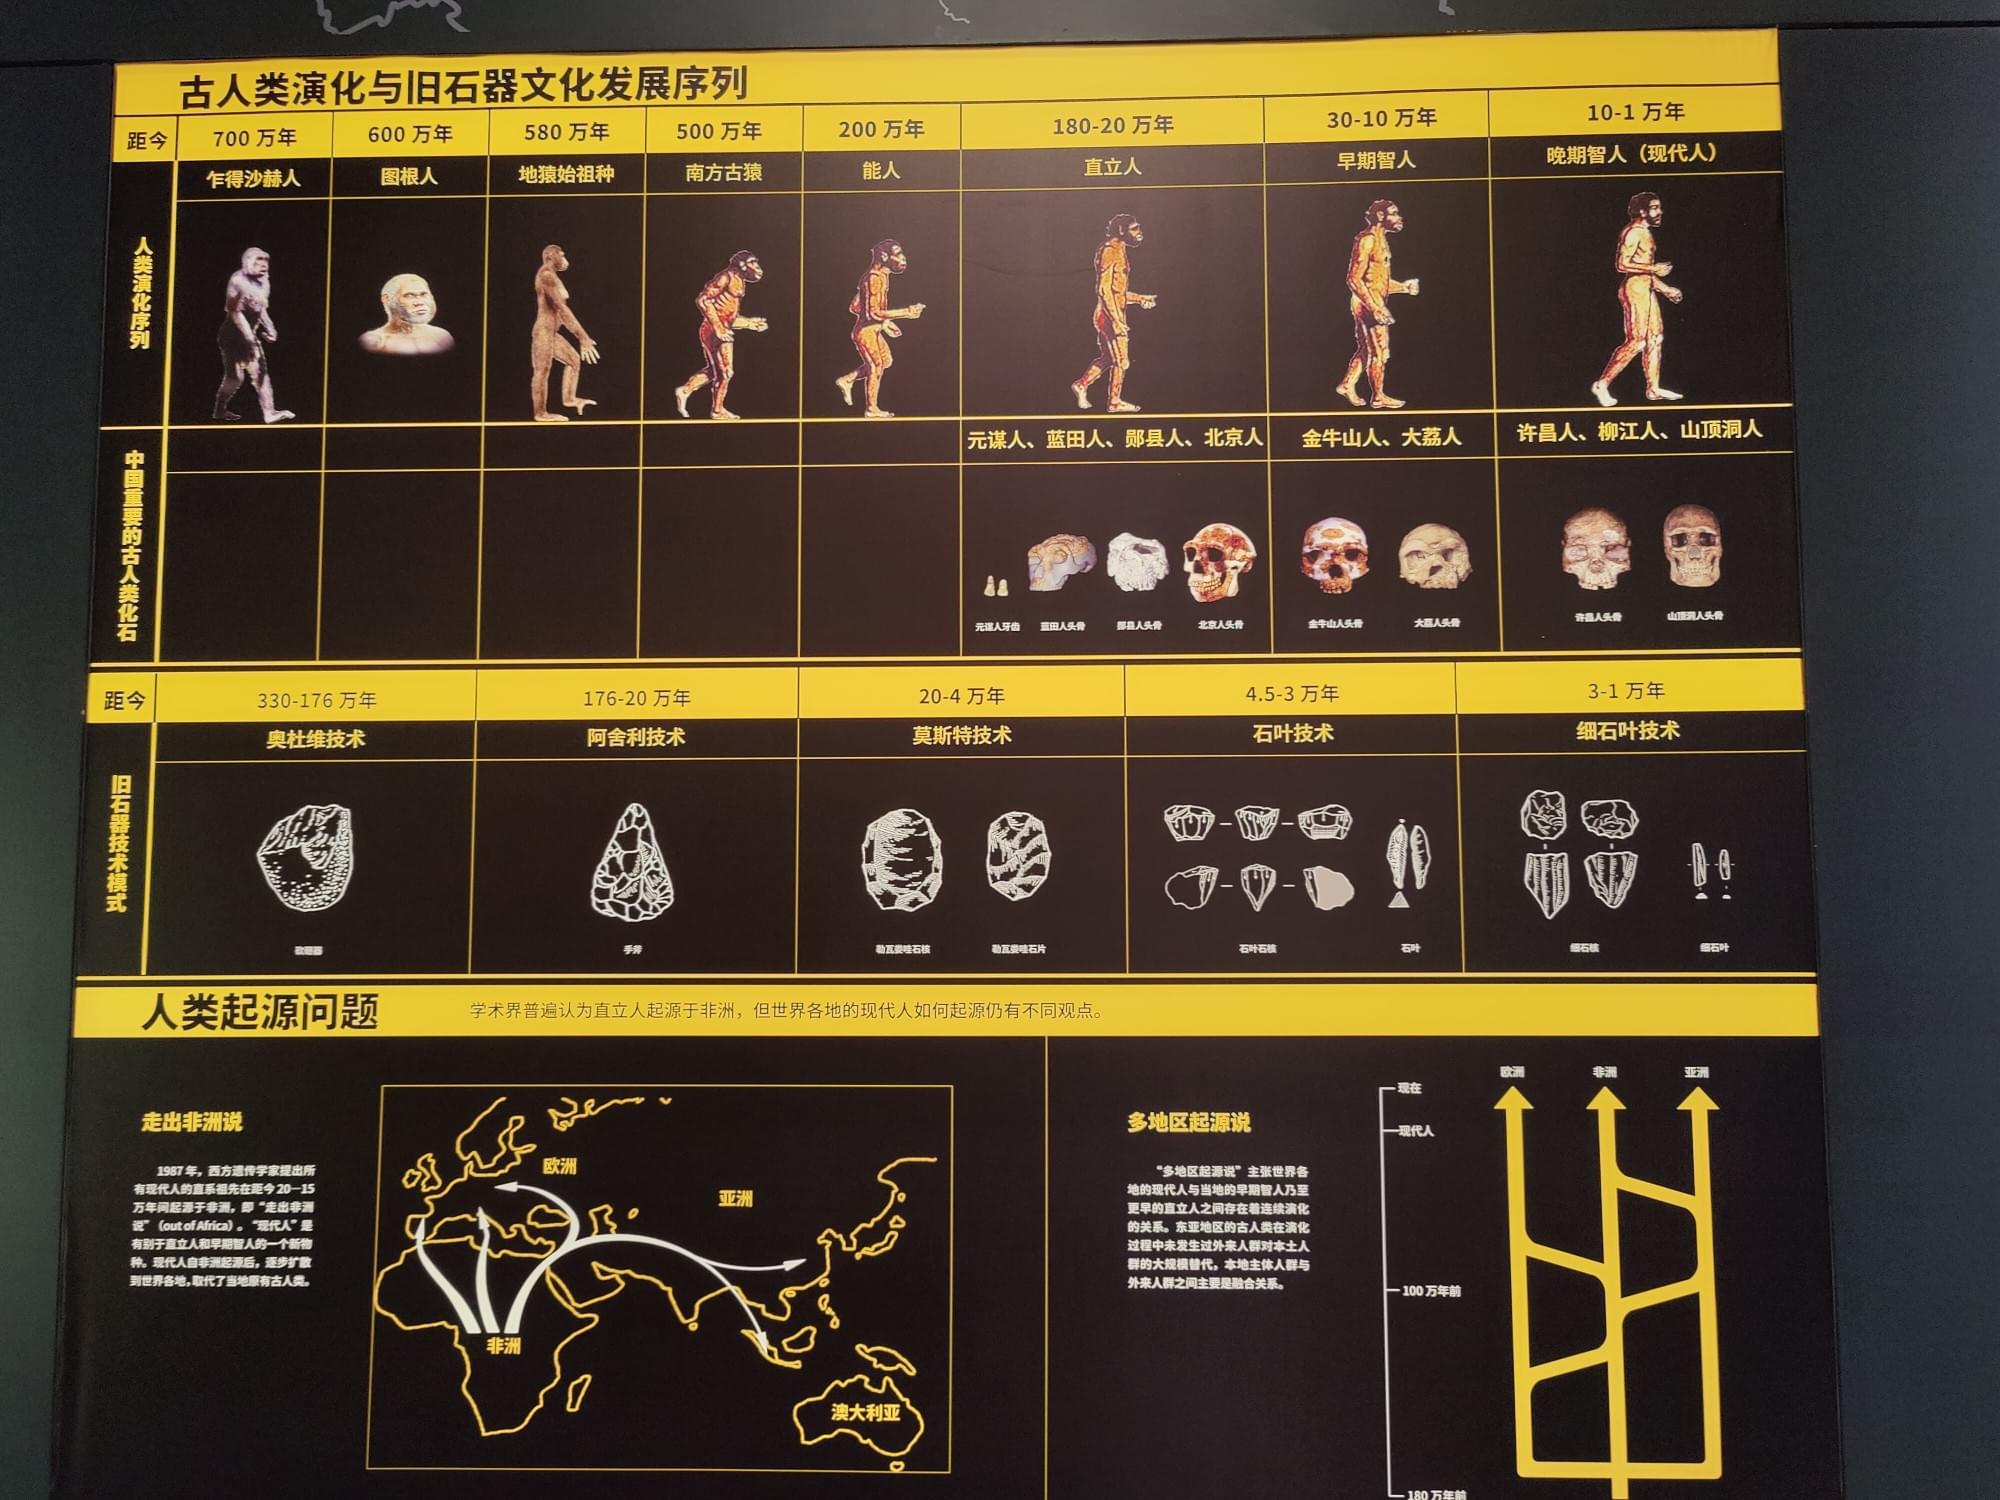 古人类演化与旧石器文化发展序列
距今 700 万年 600 万年 580 万年 500 万年 200 万年 180-20 万年 30-10 万年 10-1 万年
人类演化序列
乍得沙赫人 图根人 地猿始祖种 南方古猿 能人 直立人 早期智人 晚期智人（现代人）
中国重要的古人类化石
元谋人、蓝田人、郧县人、北京人 金牛山人、大荔人 许昌人、柳江人、山顶洞人
元谋人牙齿 蓝田人头骨 郧县人头骨 北京人头骨 金牛山人头骨 大荔人头骨 许昌人头骨 山顶洞人头骨
距今 330-176 万年 176-20 万年 20-4 万年 4.5-3 万年 3-1 万年
旧石器技术模式
奥杜维技术 阿舍利技术 莫斯特技术 石叶技术 细石叶技术
砍砸器 手斧 勒瓦娄哇石核 勒瓦娄哇石片 石叶石核 石叶 细石核 细石叶
人类起源问题 学术界普遍认为直立人起源于非洲，但世界各地的现代人如何起源仍有不同观点。
走出非洲说
1987 年，西方遗传学家提出所
有现代人的直系祖先在距今 20—15
万年间起源于非洲，即“走出非洲
说”（out of Africa）。“现代人”是
有别于直立人和早期智人的一个新物
种。现代人自非洲起源后，逐步扩散
到世界各地，取代了当地原有古人类。
欧洲
亚洲
非洲
澳大利亚
多地区起源说
“多地区起源说”主张世界各
地的现代人与当地的早期智人乃至
更早的直立人之间存在着连续演化
的关系。东亚地区的古人类在演化
过程中未发生过外来人群对本土人
群的大规模替代，本地主体人群与
外来人群之间主要是融合关系。
欧洲 非洲 亚洲
现在
现代人
100 万年前
180 万年前